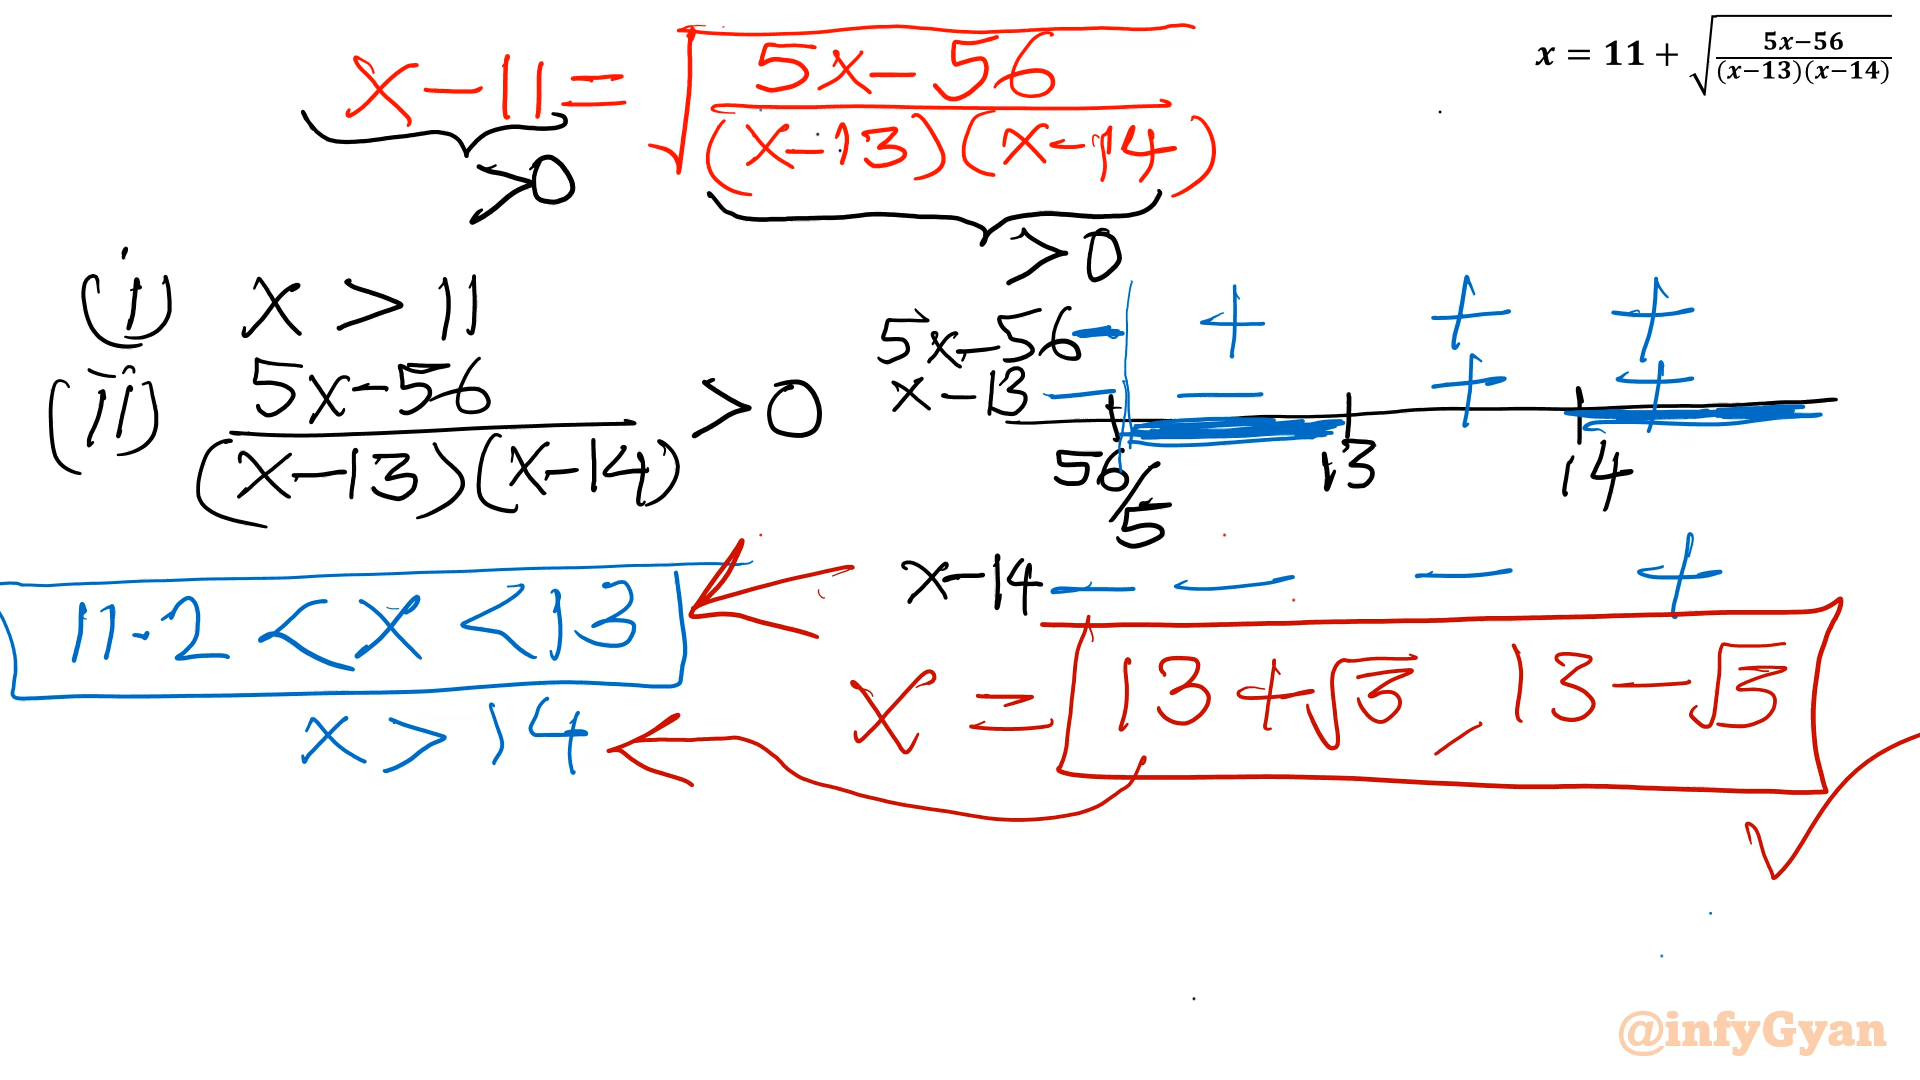 x = 11 + √((5x−56)/((x−13)(x−14)))
x − 11 = √((5x − 56)/((x − 13)(x − 14)))
>0
>0
(i) x > 11
(ii) (5x − 56)/((x − 13)(x − 14)) > 0
5x − 56 − + + +
x − 13 − − + +
56/5 13 14
x − 14 − − − +
11.2 < x < 13
x > 14
x = 13 + √3 , 13 − √3
@infyGyan